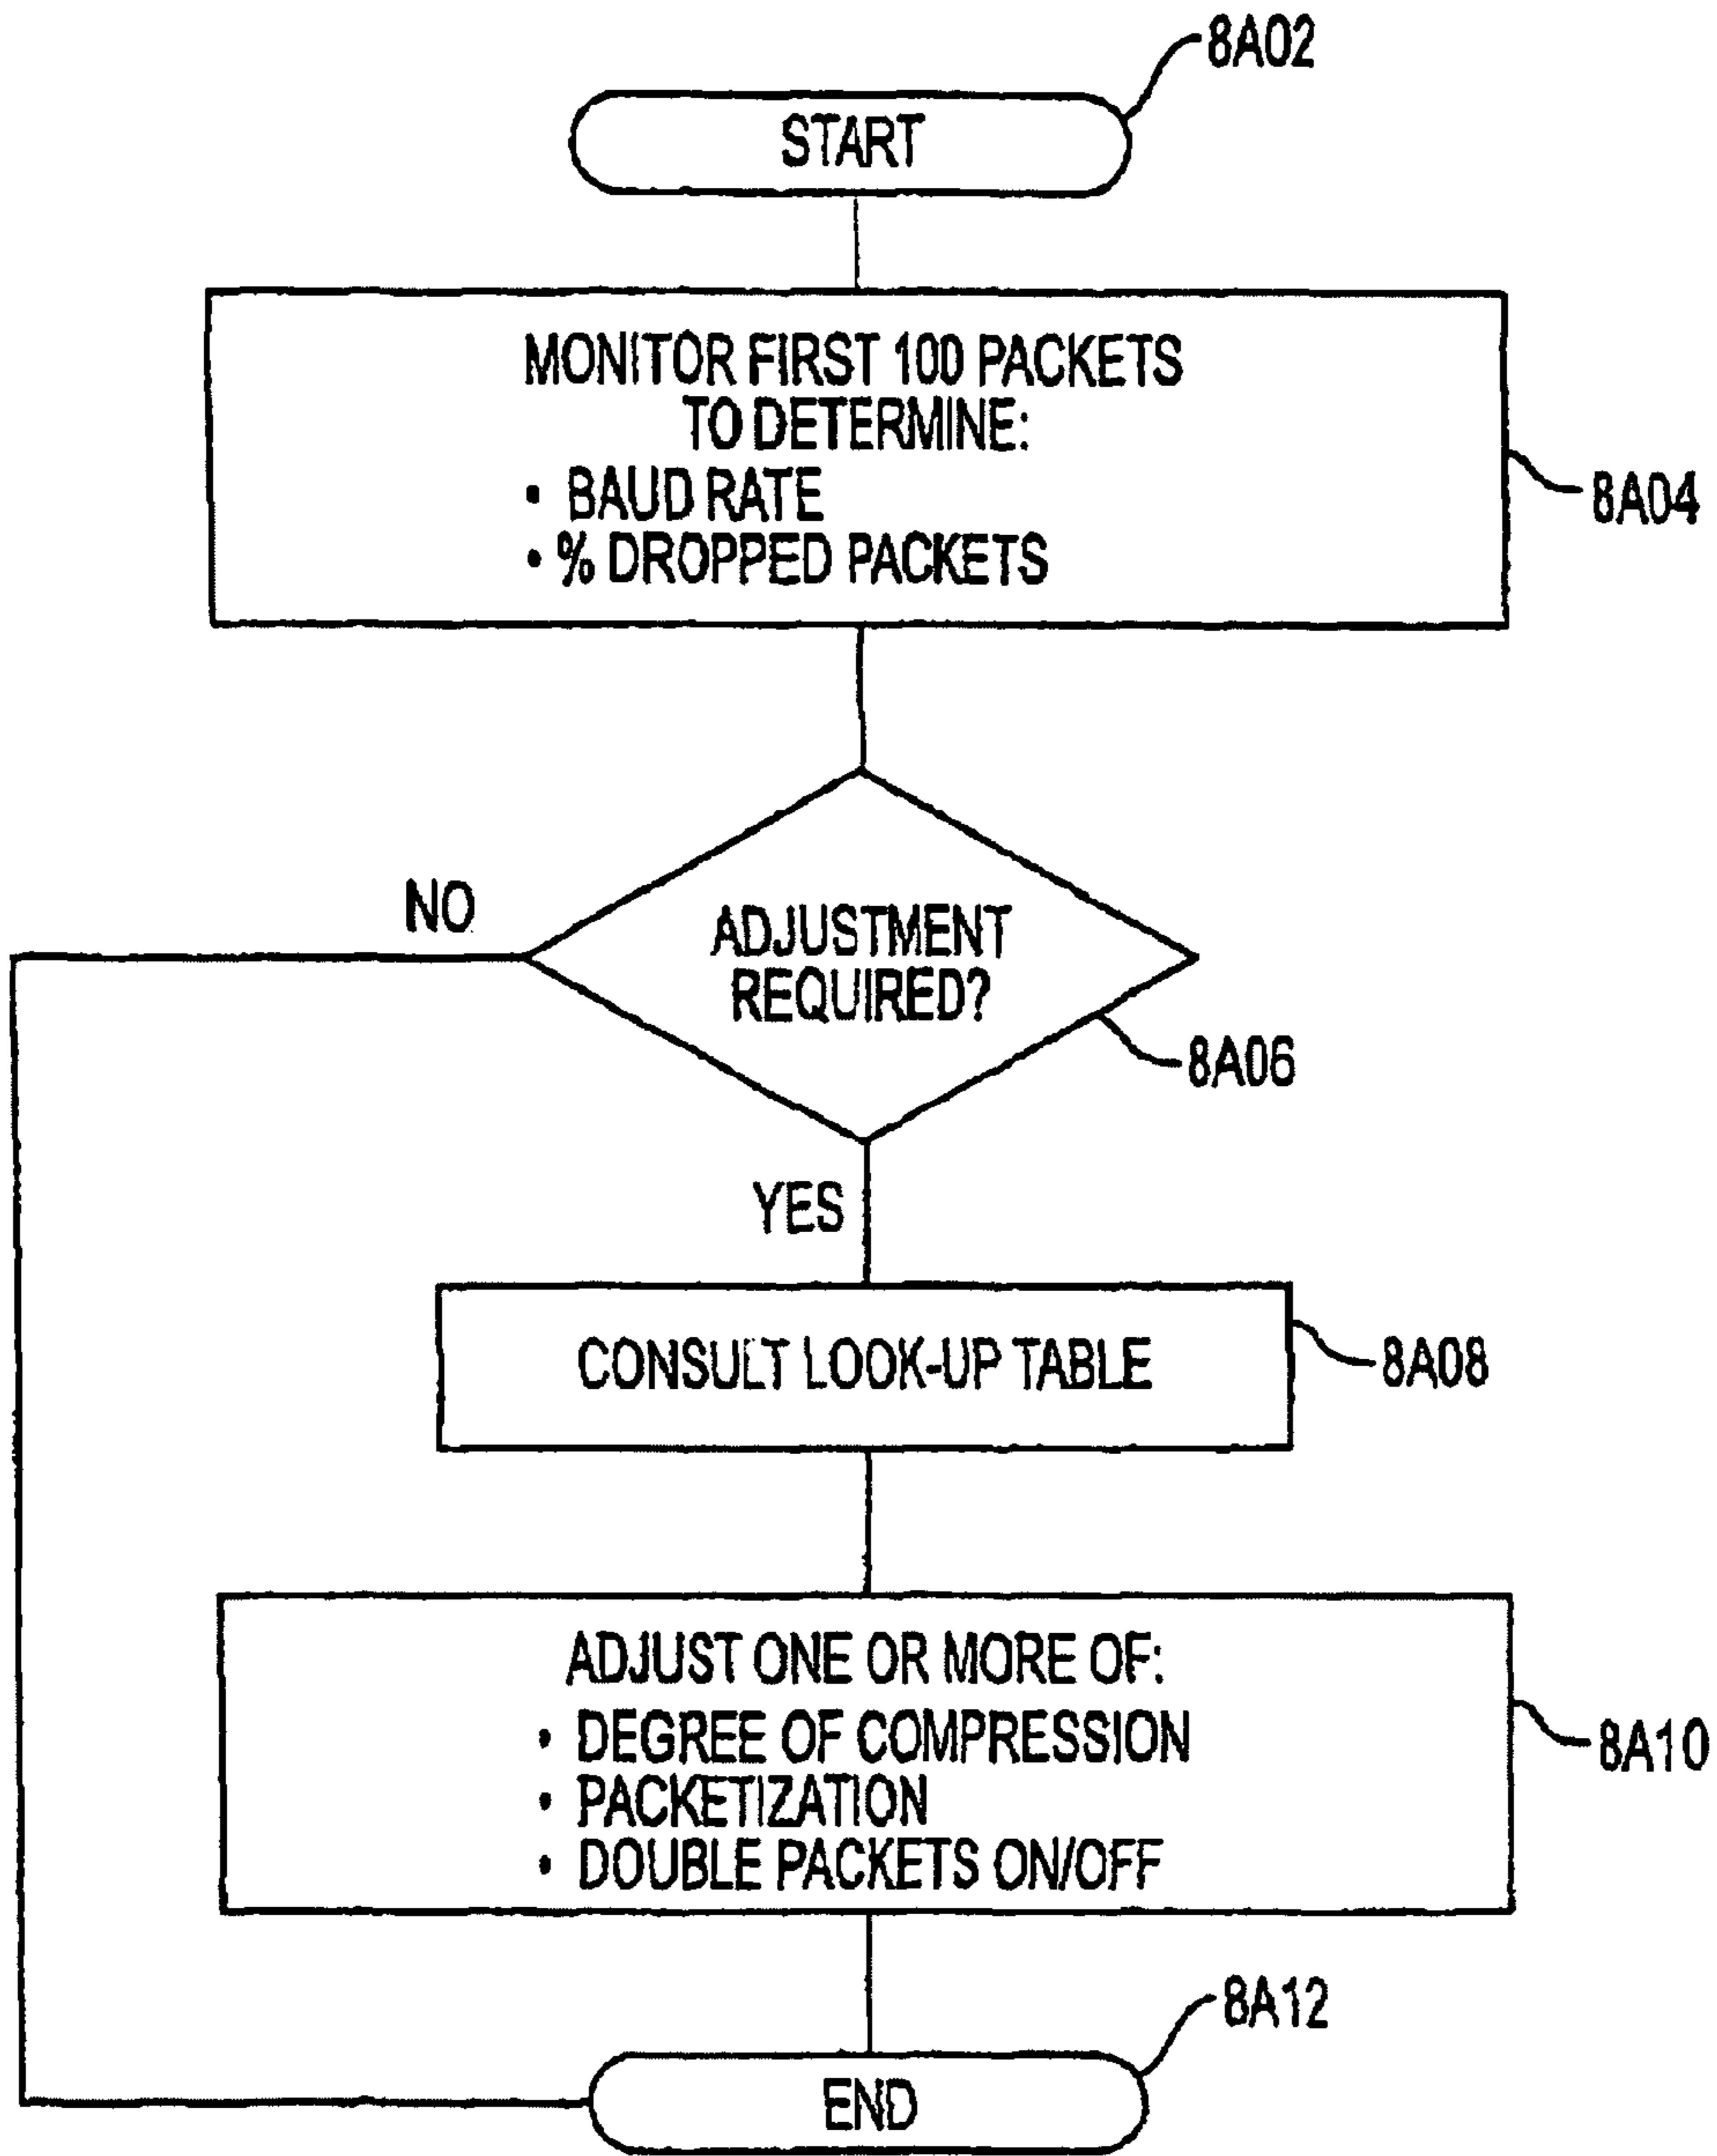 8A02
START
MONITOR FIRST 100 PACKETS
TO DETERMINE:
• BAUD RATE
• % DROPPED PACKETS
8A04
NO
ADJUSTMENT
REQUIRED?
8A06
YES
CONSULT LOOK-UP TABLE
8A08
ADJUST ONE OR MORE OF:
• DEGREE OF COMPRESSION
• PACKETIZATION
• DOUBLE PACKETS ON/OFF
8A10
8A12
END